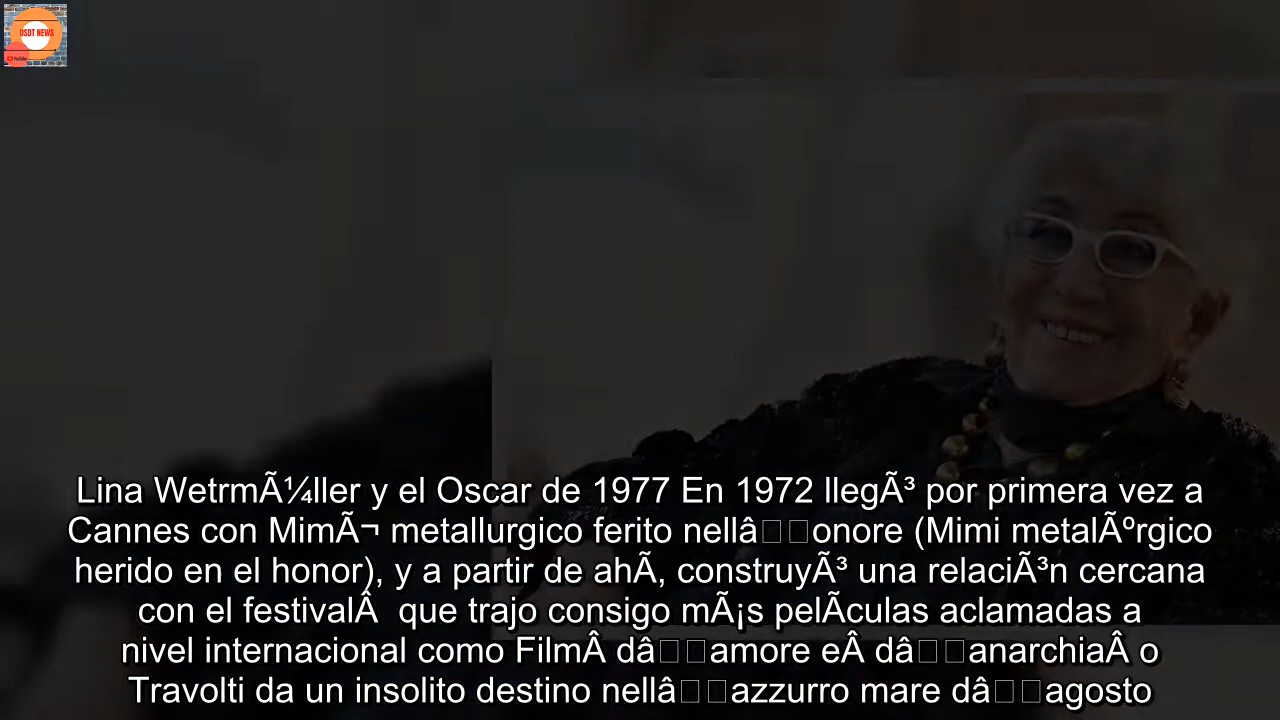 USDT NEWS
Lina WetrmÃ¼ller y el Oscar de 1977 En 1972 llegÃ³ por primera vez a
Cannes con MimÃ¬ metallurgico ferito nellâ□□onore (Mimi metalÃºrgico
herido en el honor), y a partir de ahÃ, construyÃ³ una relaciÃ³n cercana
con el festivalÂ  que trajo consigo mÃ¡s pelÃculas aclamadas a
nivel internacional como FilmÂ dâ□□amore eÂ dâ□□anarchiaÂ o
Travolti da un insolito destino nellâ□□azzurro mare dâ□□agosto